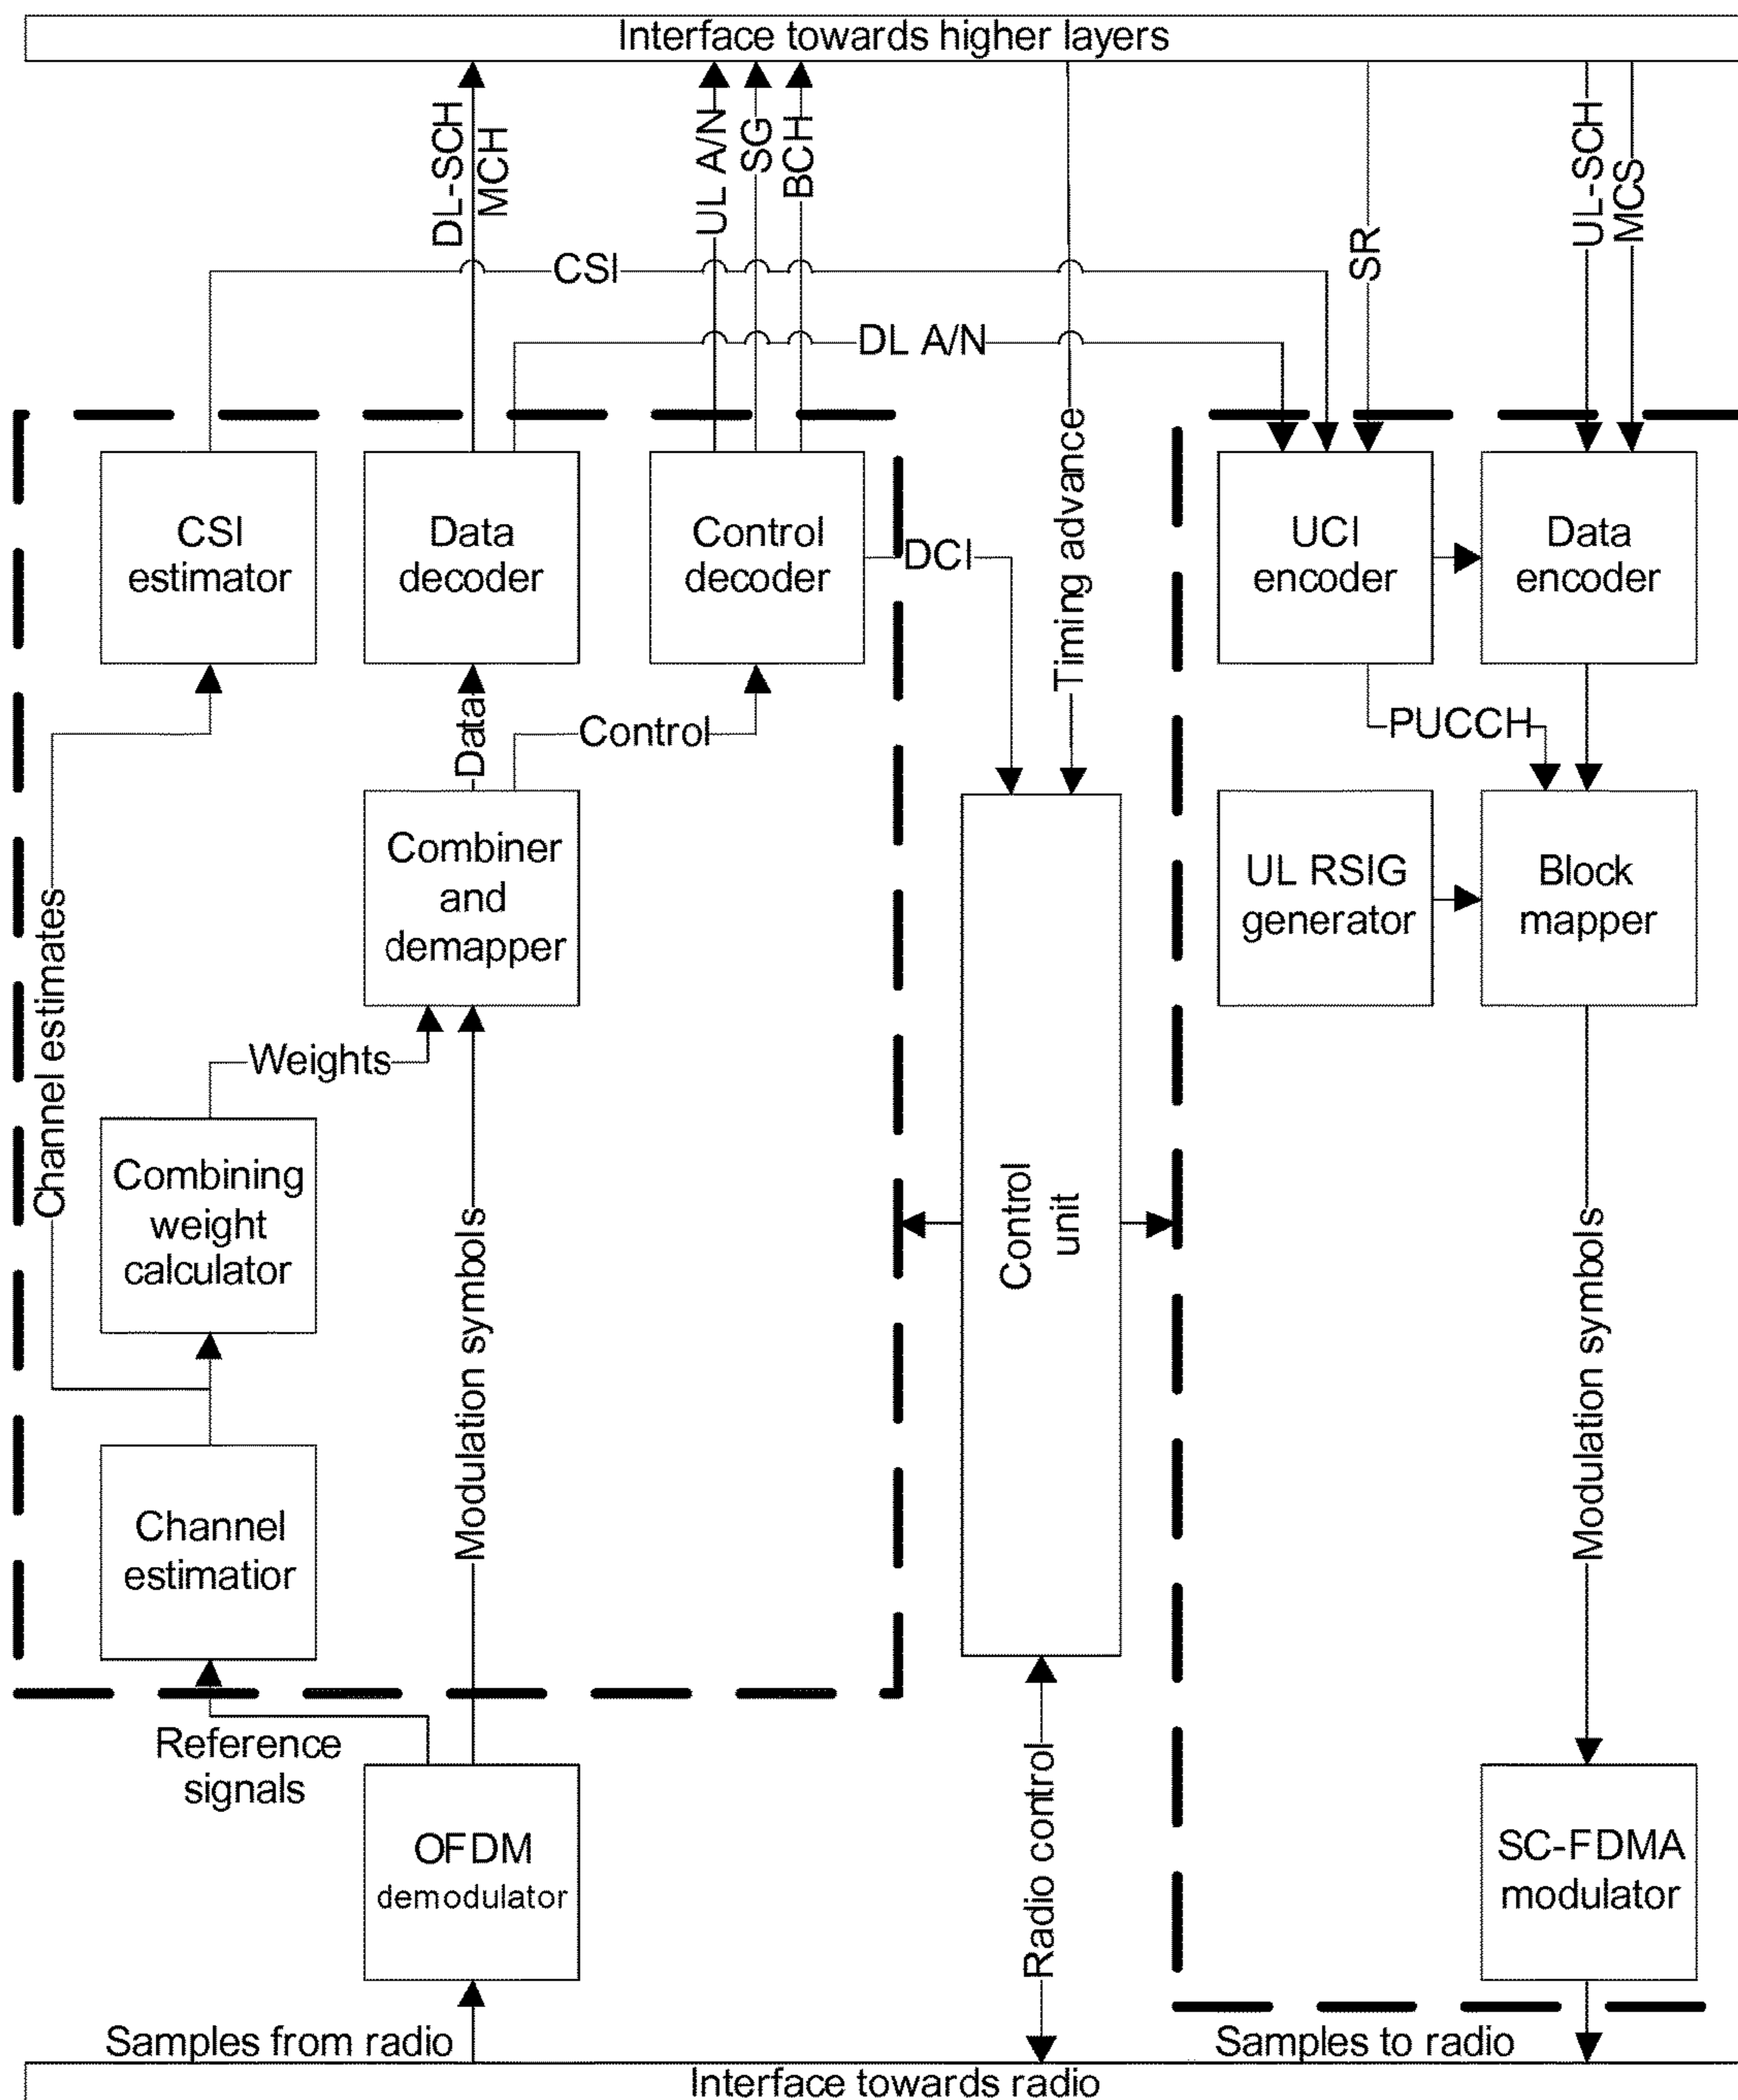 Interface towards higher layers
DL-SCH
MCH
UL A/N
SG
BCH
SR
UL-SCH
MCS
CSI
DL A/N
CSI
estimator
Data
decoder
Control
decoder
DCI
Timing advance
UCI
encoder
Data
encoder
Data
Control
PUCCH
Channel estimates
Combiner
and
demapper
UL RSIG
generator
Block
mapper
Weights
Combining
weight
calculator
Modulation symbols
Control
unit
Modulation symbols
Channel
estimatior
Reference
signals
OFDM
demodulator
Radio control
SC-FDMA
modulator
Samples from radio
Samples to radio
Interface towards radio